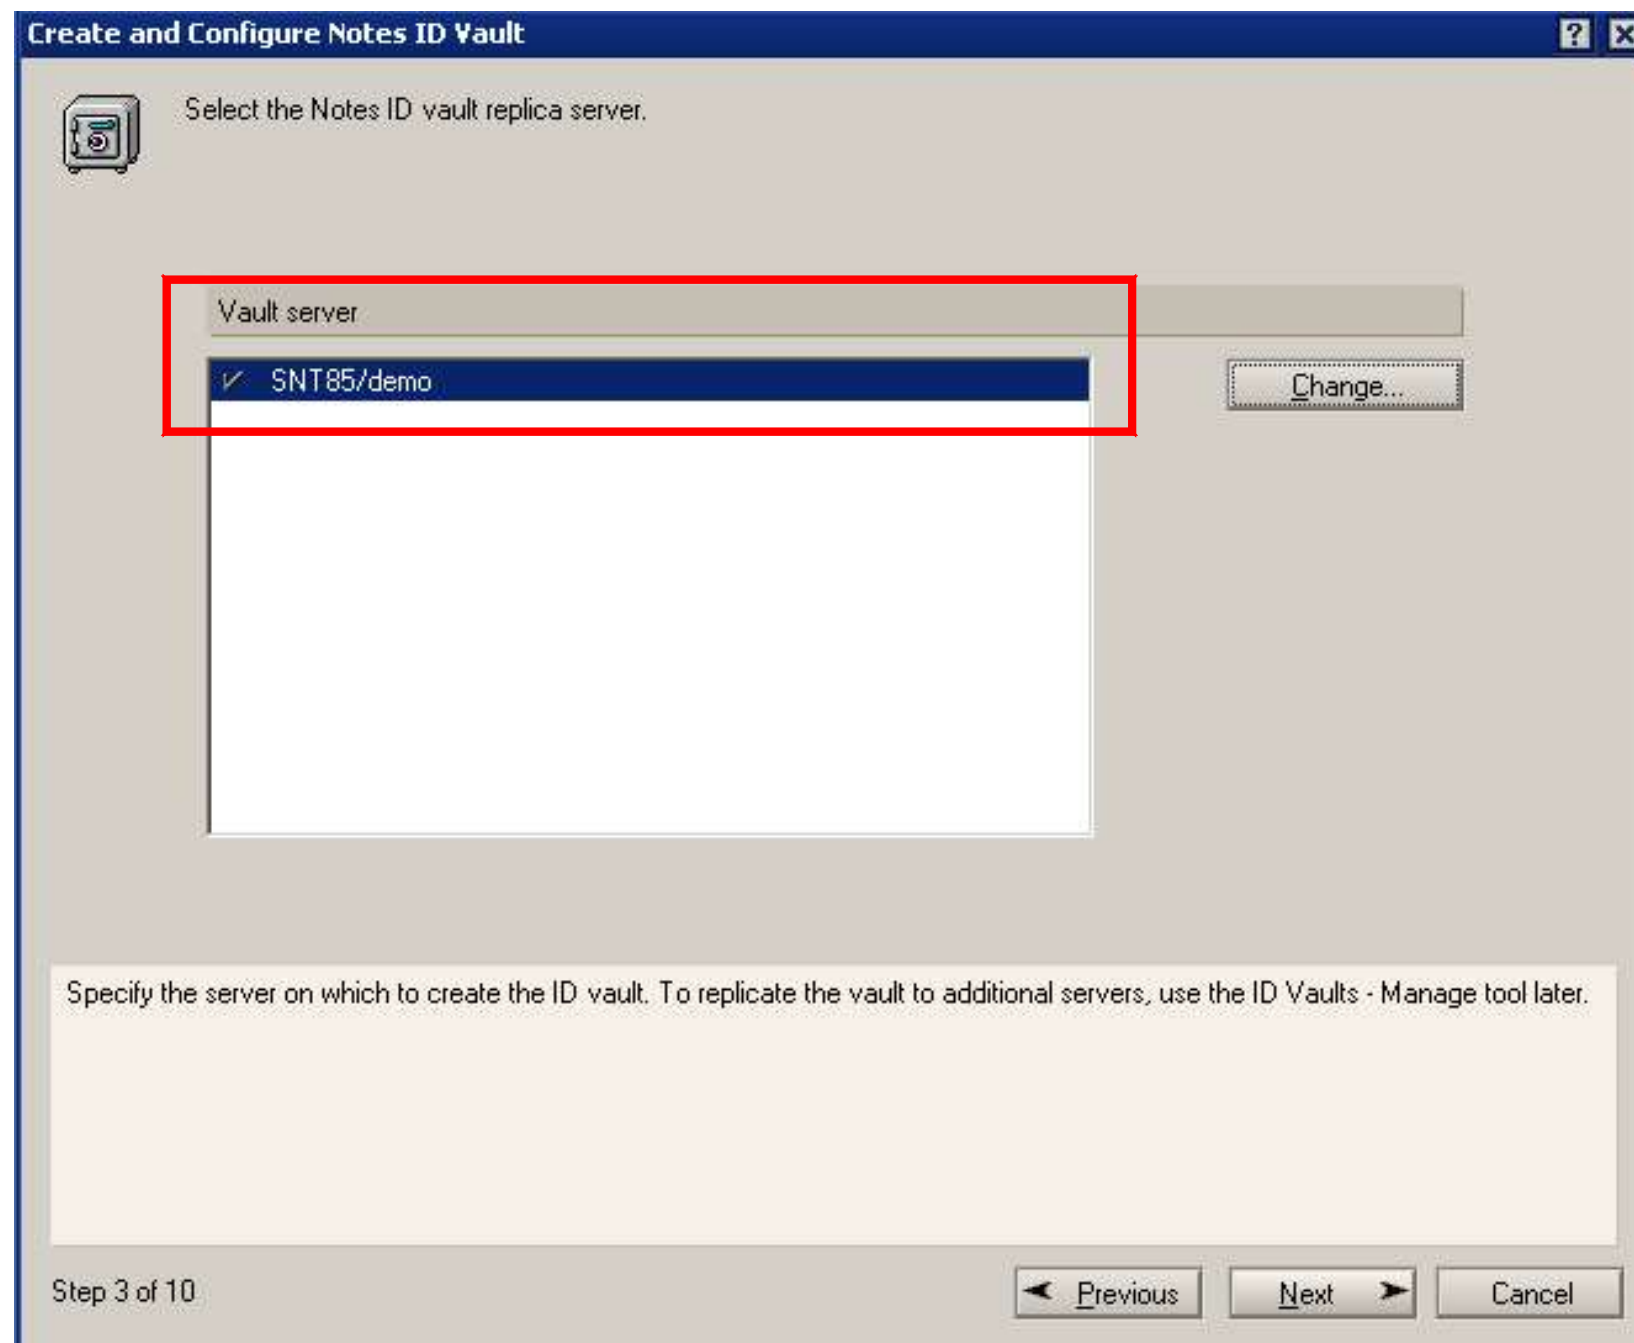 Create and Configure Notes ID Vault
Select the Notes ID vault replica server.
Vault server
SNT85/demo
Change...
Specify the server on which to create the ID vault. To replicate the vault to additional servers, use the ID Vaults - Manage tool later.
Step 3 of 10
Previous
Next
Cancel